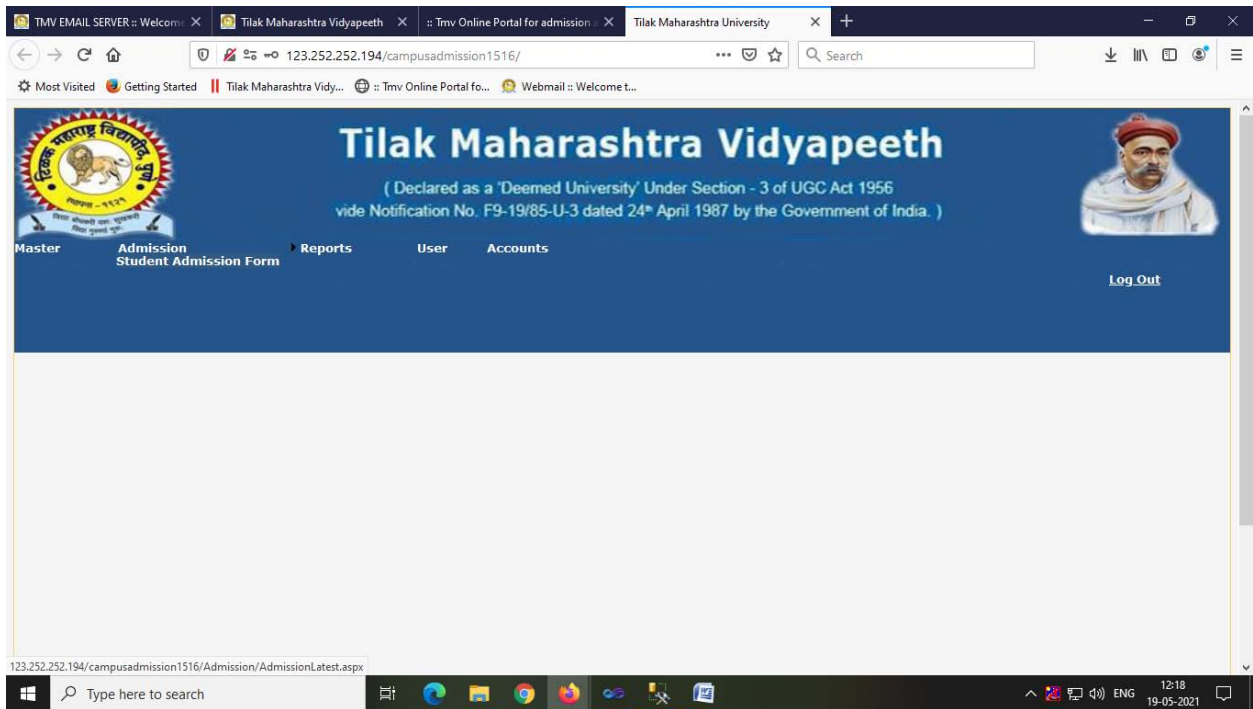 TMV EMAIL SERVER :: Welcome
Tilak Maharashtra Vidyapeeth
:: Tmv Online Portal for admission a
Tilak Maharashtra University
123.252.252.194/campusadmission1516/
Search
Most Visited
Getting Started
Tilak Maharashtra Vidy...
:: Tmv Online Portal fo...
Webmail :: Welcome t...
टिळक महाराष्ट्र विद्यापीठ, पुणे
स्थापना - १९२१
Tilak Maharashtra Vidyapeeth
( Declared as a 'Deemed University' Under Section - 3 of UGC Act 1956
vide Notification No. F9-19/85-U-3 dated 24th April 1987 by the Government of India. )
Master Admission Reports User Accounts
Student Admission Form
Log Out
123.252.252.194/campusadmission1516/Admission/AdmissionLatest.aspx
Type here to search
ENG
12:18
19-05-2021